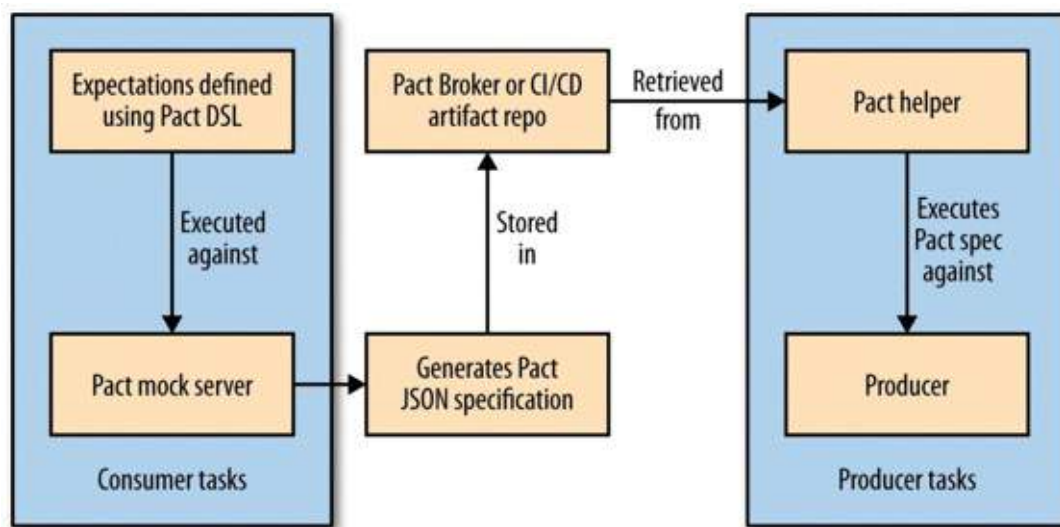 Expectations defined
using Pact DSL
Executed
against
Pact mock server
Consumer tasks
Pact Broker or CI/CD
artifact repo
Stored
in
Generates Pact
JSON specification
Retrieved
from
Pact helper
Executes
Pact spec
against
Producer
Producer tasks